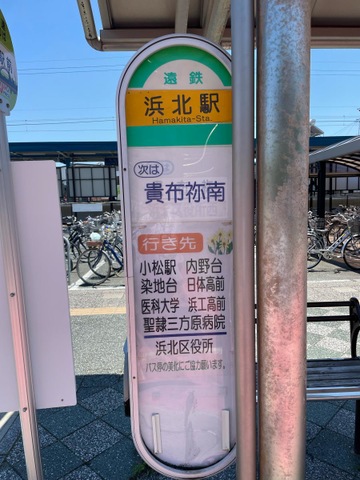 遠鉄
浜北駅
Hamakita-Sta.
次は
貴布祢南
行き先
小松駅 内野台
染地台 日体高前
医科大学 浜工高前
聖隷三方原病院
浜北区役所
バス停の美化にご協力願います。